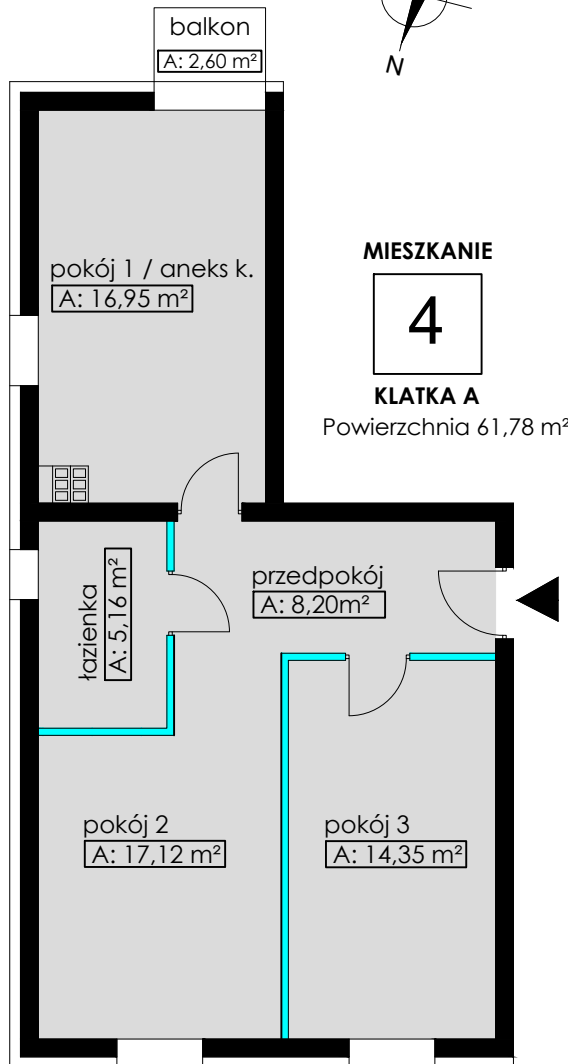 balkon
A: 2,60 m²
N
pokój 1 / aneks k.
A: 16,95 m²
MIESZKANIE
4
KLATKA A
Powierzchnia 61,78 m²
łazienka
A: 5,16 m²
przedpokój
A: 8,20m²
pokój 2
A: 17,12 m²
pokój 3
A: 14,35 m²